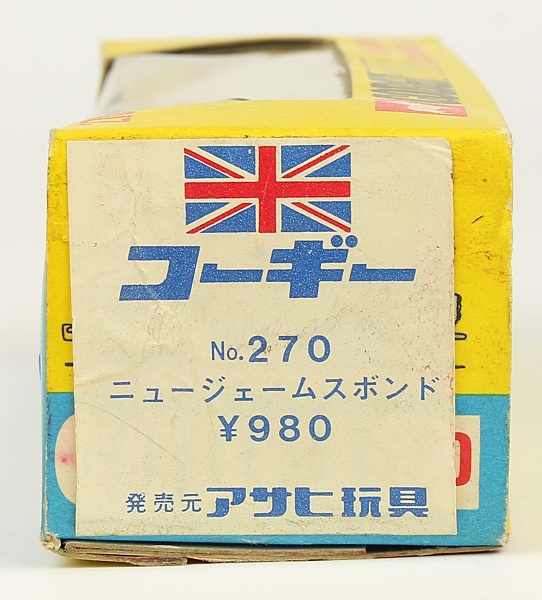 コーギー
No.270
ニュージェームスボンド
¥980
発売元 アサヒ玩具